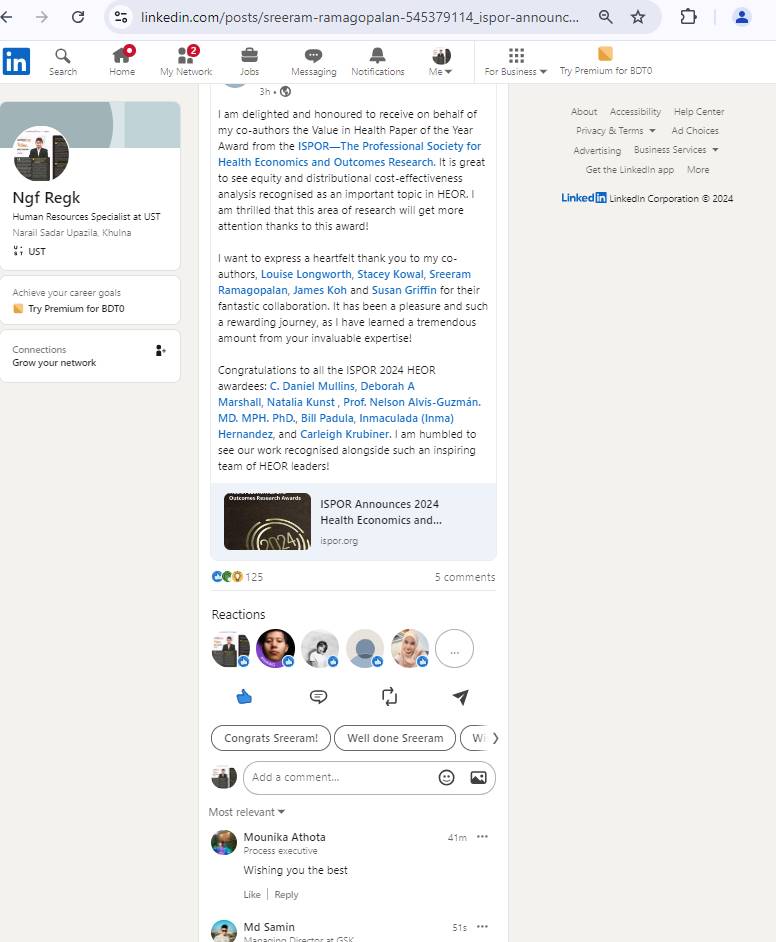 linkedin.com/posts/sreeram-ramagopalan-545379114_ispor-announc...
in
Search
Home
2
My Network
Jobs
Messaging
Notifications
Me
For Business
Try Premium for BDT0
Ngf Regk
Human Resources Specialist at UST
Narail Sadar Upazila, Khulna
UST
Achieve your career goals
Try Premium for BDT0
Connections
Grow your network
3h •
I am delighted and honoured to receive on behalf of
my co-authors the Value in Health Paper of the Year
Award from the ISPOR—The Professional Society for
Health Economics and Outcomes Research. It is great
to see equity and distributional cost-effectiveness
analysis recognised as an important topic in HEOR. I
am thrilled that this area of research will get more
attention thanks to this award!
I want to express a heartfelt thank you to my co-
authors, Louise Longworth, Stacey Kowal, Sreeram
Ramagopalan, James Koh and Susan Griffin for their
fantastic collaboration. It has been a pleasure and such
a rewarding journey, as I have learned a tremendous
amount from your invaluable expertise!
Congratulations to all the ISPOR 2024 HEOR
awardees: C. Daniel Mullins, Deborah A
Marshall, Natalia Kunst , Prof. Nelson Alvis-Guzmán.
MD. MPH. PhD., Bill Padula, Inmaculada (Inma)
Hernandez, and Carleigh Krubiner. I am humbled to
see our work recognised alongside such an inspiring
team of HEOR leaders!
Outcomes Research Awards
2024
ISPOR Announces 2024
Health Economics and...
ispor.org
125
5 comments
Reactions
...
Congrats Sreeram!
Well done Sreeram
Wi
Add a comment...
Most relevant
Mounika Athota
41m
Process executive
Wishing you the best
Like | Reply
Md Samin
51s
Managing Director at GSK
About
Accessibility
Help Center
Privacy & Terms
Ad Choices
Advertising
Business Services
Get the LinkedIn app
More
LinkedIn LinkedIn Corporation © 2024